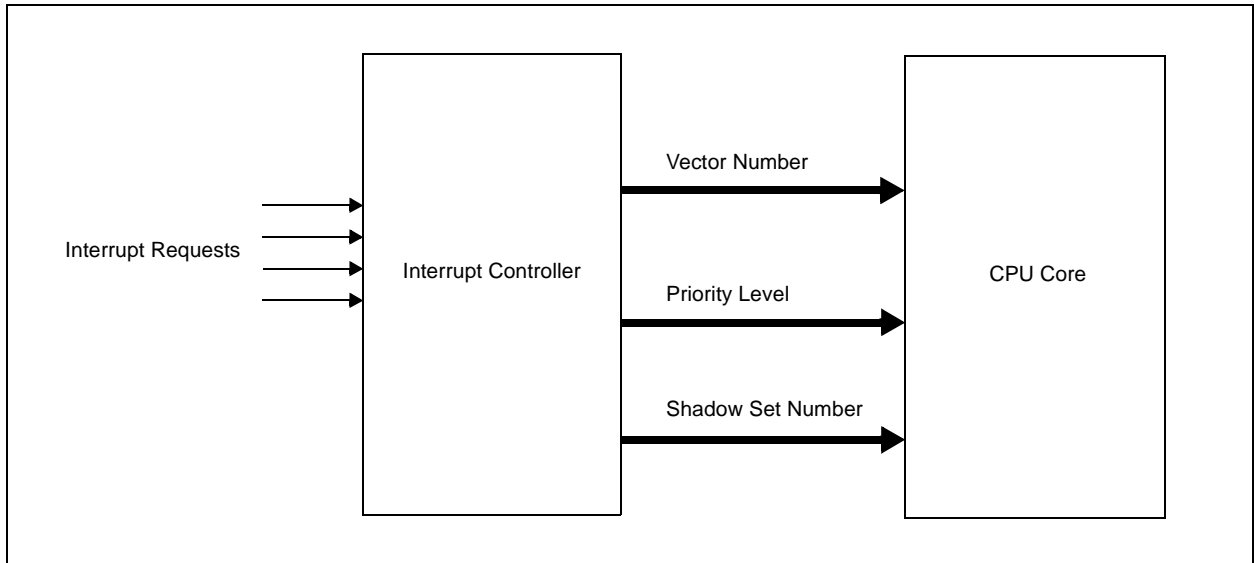 Vector Number
Interrupt Requests
Interrupt Controller
CPU Core
Priority Level
Shadow Set Number